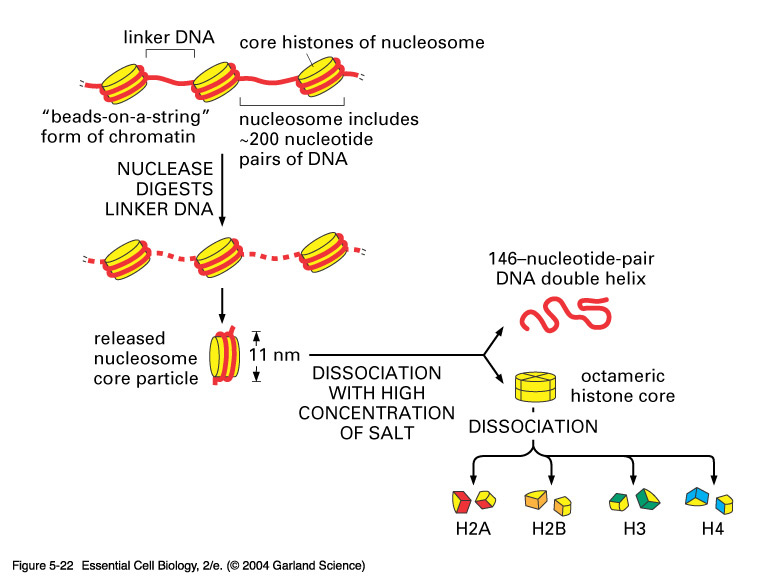 linker DNA
core histones of nucleosome
“beads-on-a-string”
form of chromatin
nucleosome includes
~200 nucleotide
pairs of DNA
NUCLEASE
DIGESTS
LINKER DNA
released
nucleosome
core particle
11 nm
DISSOCIATION
WITH HIGH
CONCENTRATION
OF SALT
146–nucleotide-pair
DNA double helix
octameric
histone core
DISSOCIATION
H2A
H2B
H3
H4
Figure 5-22 Essential Cell Biology, 2/e. (© 2004 Garland Science)